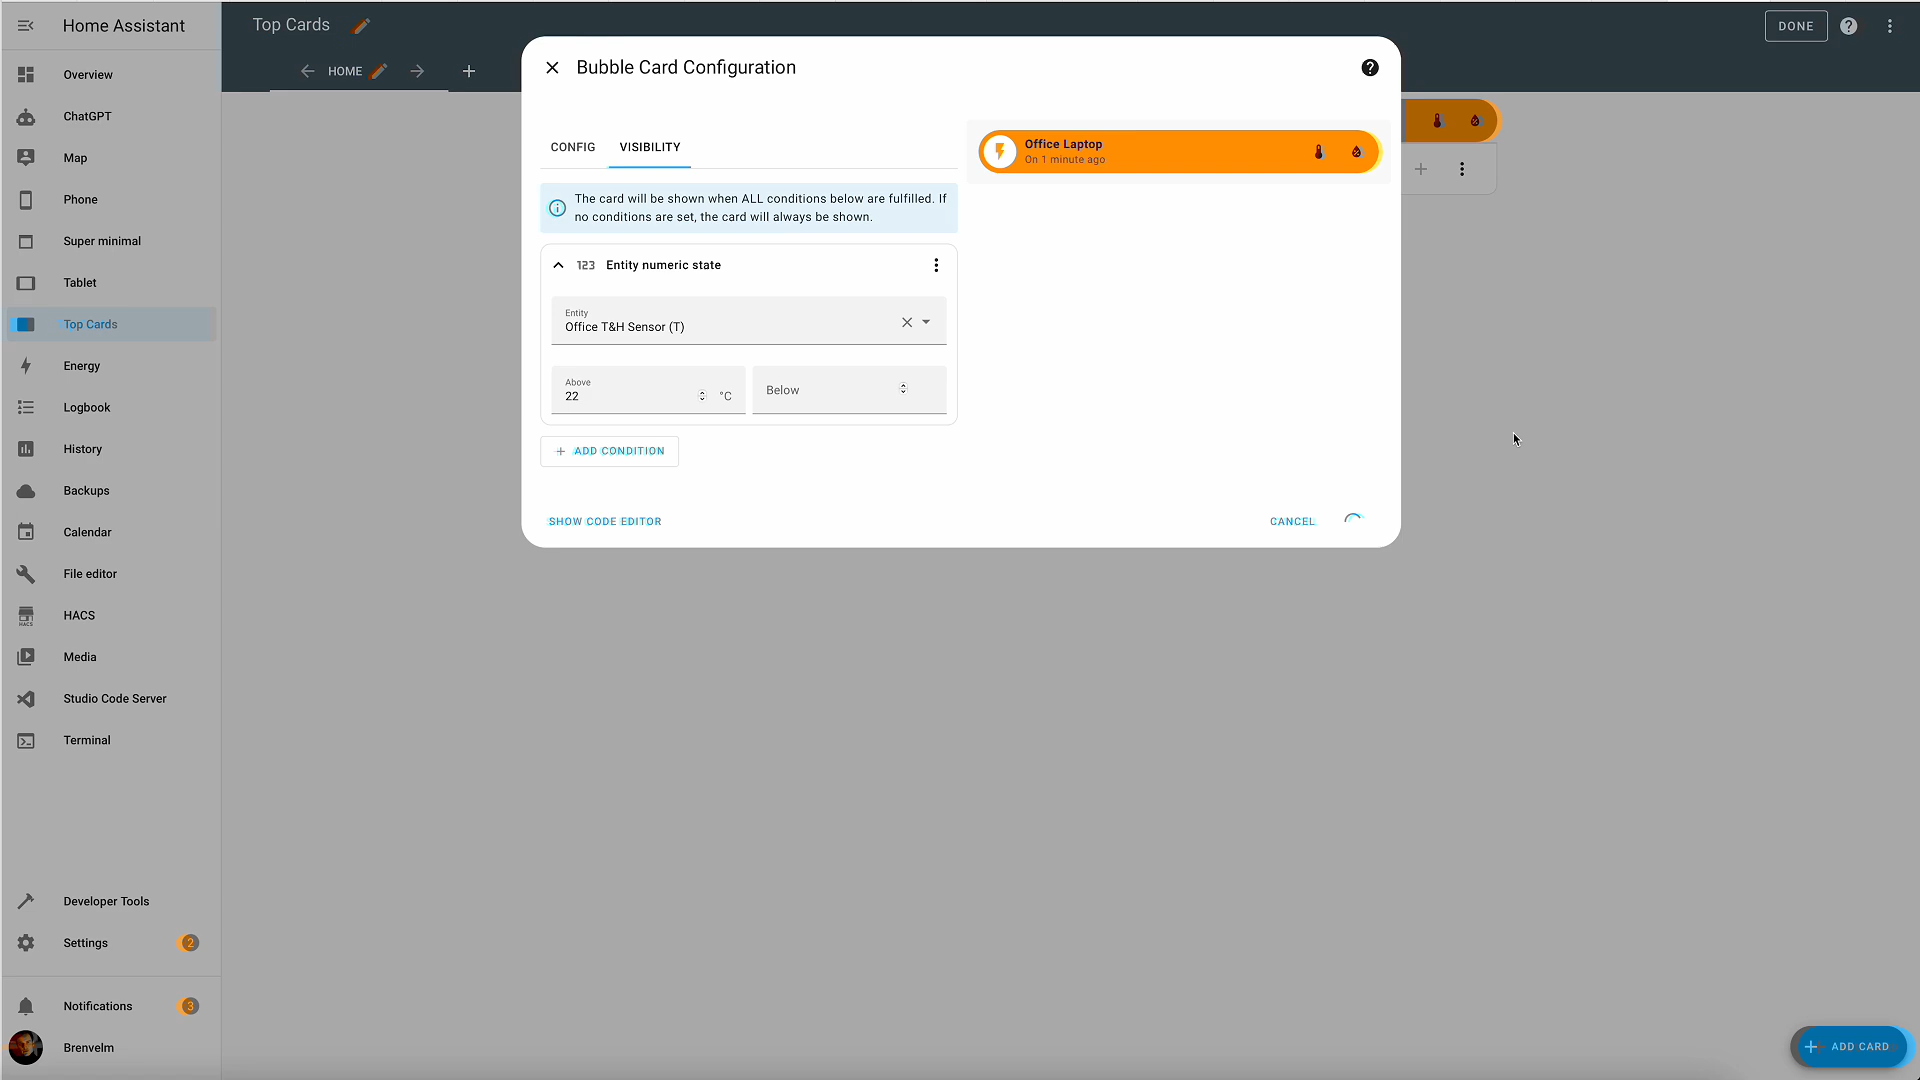 Home Assistant
Overview
ChatGPT
Map
Phone
Super minimal
Tablet
Top Cards
Energy
Logbook
History
Backups
Calendar
File editor
HACS
HACS
Media
Studio Code Server
Terminal
Developer Tools
Settings
2
Notifications
3
Brenvelm
Top Cards
DONE
HOME
Bubble Card Configuration
CONFIG
VISIBILITY
The card will be shown when ALL conditions below are fulfilled. If
no conditions are set, the card will always be shown.
123
Entity numeric state
Entity
Office T&H Sensor (T)
Above
22
°C
Below
ADD CONDITION
SHOW CODE EDITOR
CANCEL
Office Laptop
On 1 minute ago
ADD CARD